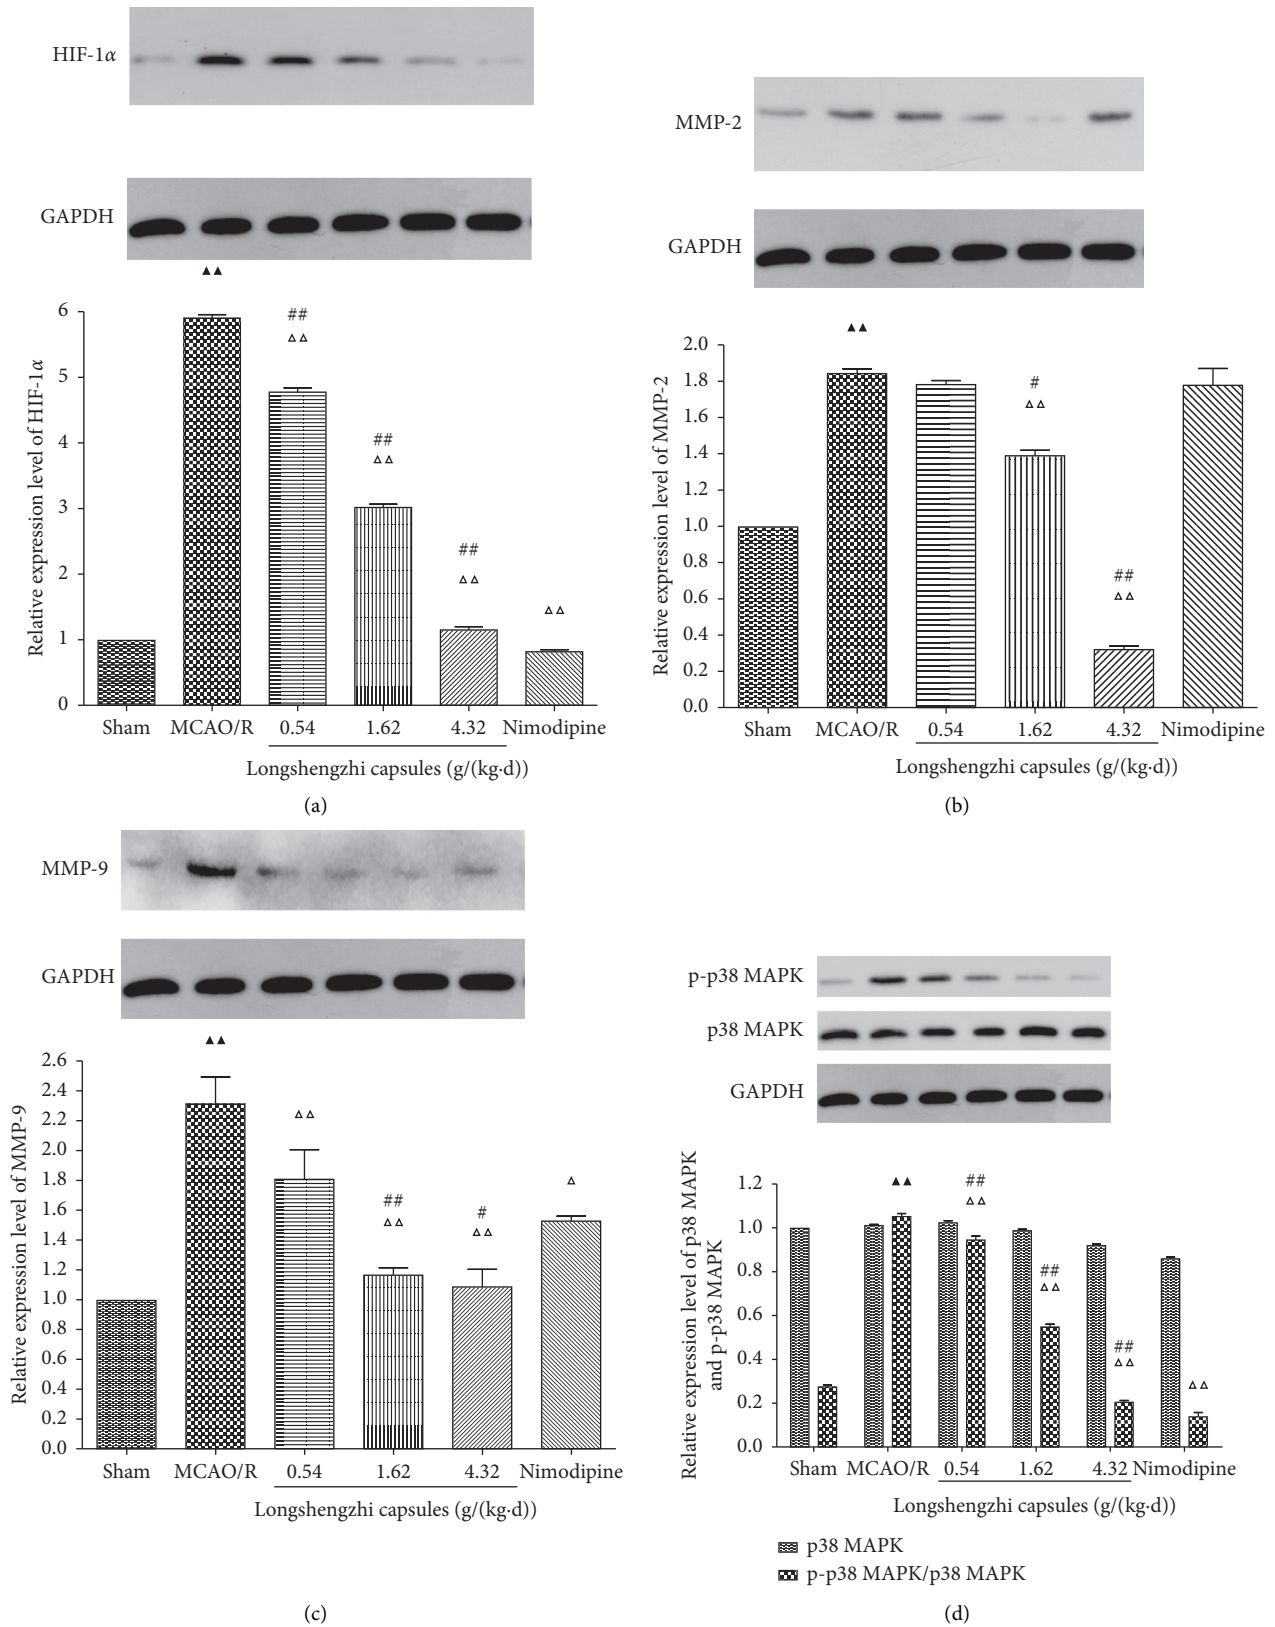 HIF-1α
GAPDH
▲▲
##
△△
##
△△
##
△△
△△
Relative expression level of HIF-1α
6
5
4
3
2
1
0
Sham MCAO/R 0.54 1.62 4.32 Nimodipine
Longshengzhi capsules (g/(kg·d))
(a)
MMP-2
GAPDH
▲▲
#
△△
##
△△
Relative expression level of MMP-2
2.0
1.8
1.6
1.4
1.2
1.0
0.8
0.6
0.4
0.2
0.0
Sham MCAO/R 0.54 1.62 4.32 Nimodipine
Longshengzhi capsules (g/(kg·d))
(b)
MMP-9
GAPDH
▲▲
△△
##
△△
#
△△
△
Relative expression level of MMP-9
2.6
2.4
2.2
2.0
1.8
1.6
1.4
1.2
1.0
0.8
0.6
0.4
0.2
0.0
Sham MCAO/R 0.54 1.62 4.32 Nimodipine
Longshengzhi capsules (g/(kg·d))
(c)
p-p38 MAPK
p38 MAPK
GAPDH
▲▲
##
△△
##
△△
##
△△
△△
Relative expression level of p38 MAPK
and p-p38 MAPK
1.2
1.0
0.8
0.6
0.4
0.2
0.0
Sham MCAO/R 0.54 1.62 4.32 Nimodipine
Longshengzhi capsules (g/(kg·d))
p38 MAPK
p-p38 MAPK/p38 MAPK
(d)